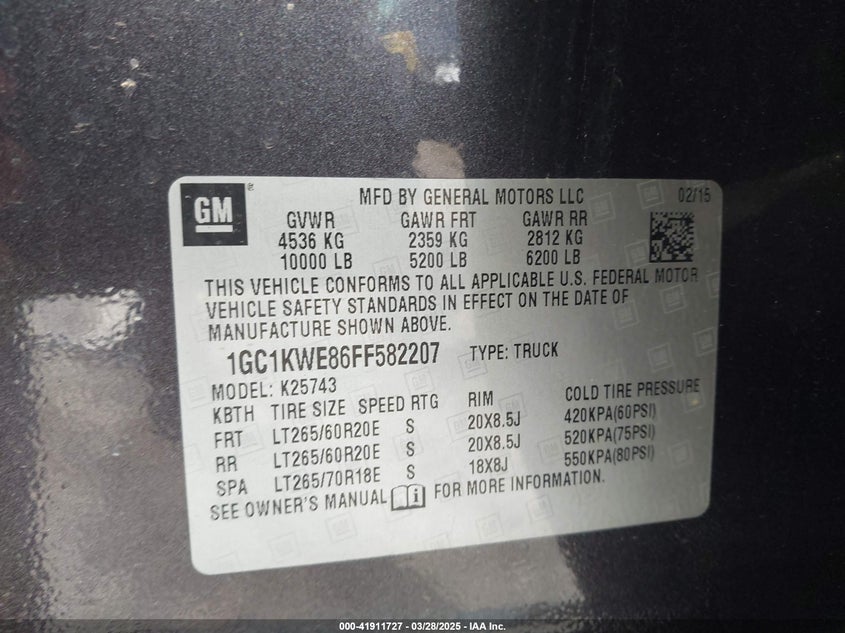 GM ®
MFD BY GENERAL MOTORS LLC 02/15
GVWR GAWR FRT GAWR RR
4536 KG 2359 KG 2812 KG
10000 LB 5200 LB 6200 LB
THIS VEHICLE CONFORMS TO ALL APPLICABLE U.S. FEDERAL MOTOR
VEHICLE SAFETY STANDARDS IN EFFECT ON THE DATE OF
MANUFACTURE SHOWN ABOVE.
1GC1KWE86FF582207 TYPE: TRUCK
MODEL: K25743
KBTH TIRE SIZE SPEED RTG RIM COLD TIRE PRESSURE
FRT LT265/60R20E S 20X8.5J 420KPA(60PSI)
RR LT265/60R20E S 20X8.5J 520KPA(75PSI)
SPA LT265/70R18E S 18X8J 550KPA(80PSI)
SEE OWNER'S MANUAL FOR MORE INFORMATION.
000-41911727 - 03/28/2025 - IAA Inc.